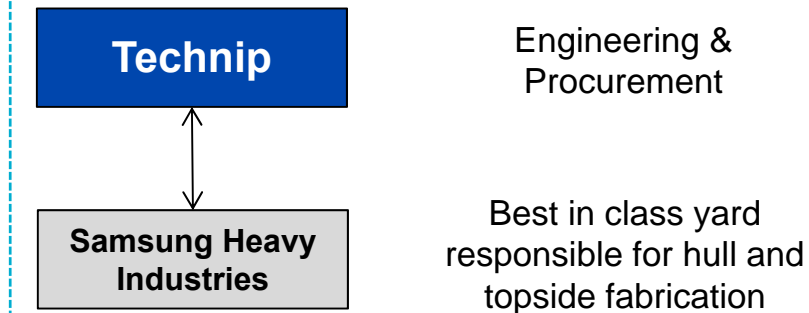 Technip
Engineering &
Procurement
Samsung Heavy
Industries
Best in class yard
responsible for hull and
topside fabrication